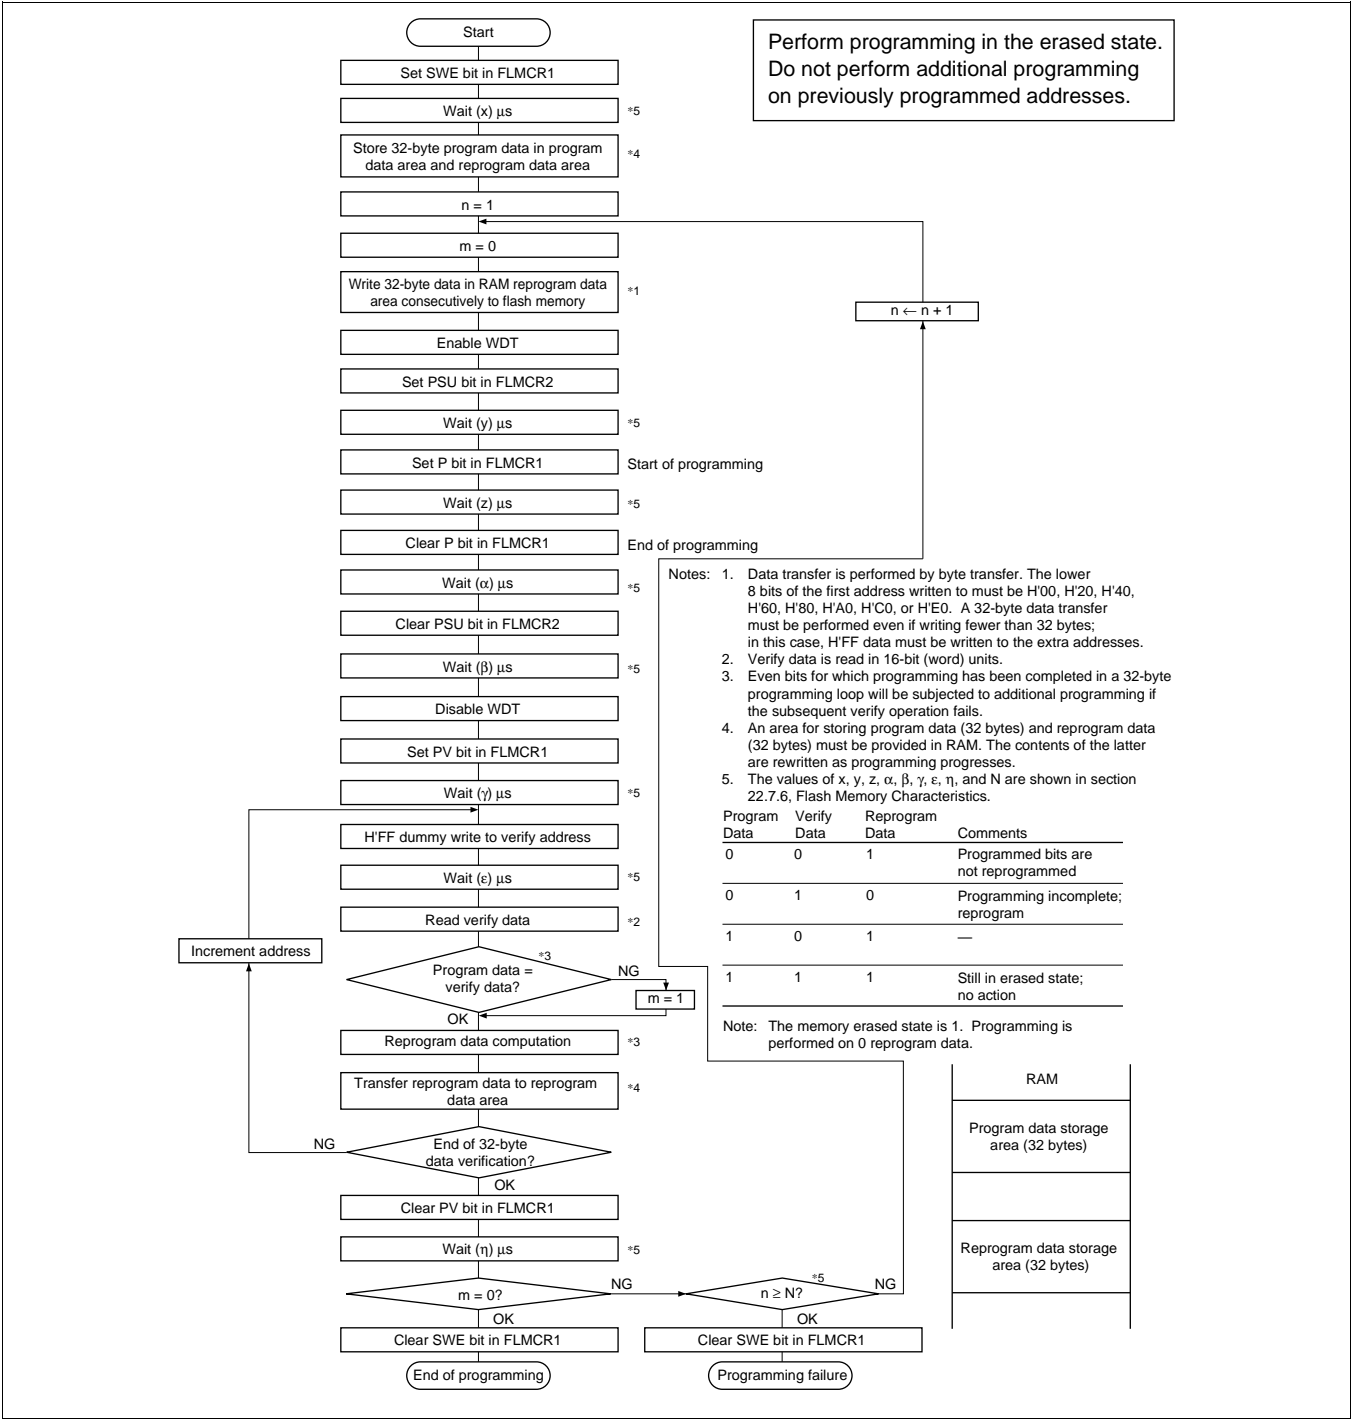 Start
Set SWE bit in FLMCR1
Wait (x) μs
*5
Store 32-byte program data in program
data area and reprogram data area
*4
n = 1
m = 0
Write 32-byte data in RAM reprogram data
area consecutively to flash memory
*1
Enable WDT
Set PSU bit in FLMCR2
Wait (y) μs
*5
Set P bit in FLMCR1
Start of programming
Wait (z) μs
*5
Clear P bit in FLMCR1
End of programming
Wait (α) μs
*5
Clear PSU bit in FLMCR2
Wait (β) μs
*5
Disable WDT
Set PV bit in FLMCR1
Wait (γ) μs
*5
H'FF dummy write to verify address
Wait (ε) μs
*5
Read verify data
*2
Increment address
*3
Program data =
verify data?
NG
m = 1
OK
Reprogram data computation
*3
Transfer reprogram data to reprogram
data area
*4
NG
End of 32-byte
data verification?
OK
Clear PV bit in FLMCR1
Wait (η) μs
*5
m = 0?
NG
OK
Clear SWE bit in FLMCR1
End of programming
*5
n ≥ N?
NG
OK
Clear SWE bit in FLMCR1
Programming failure
n ← n + 1
Perform programming in the erased state.
Do not perform additional programming
on previously programmed addresses.
Notes: 1. Data transfer is performed by byte transfer. The lower
8 bits of the first address written to must be H'00, H'20, H'40,
H'60, H'80, H'A0, H'C0, or H'E0. A 32-byte data transfer
must be performed even if writing fewer than 32 bytes;
in this case, H'FF data must be written to the extra addresses.
2. Verify data is read in 16-bit (word) units.
3. Even bits for which programming has been completed in a 32-byte
programming loop will be subjected to additional programming if
the subsequent verify operation fails.
4. An area for storing program data (32 bytes) and reprogram data
(32 bytes) must be provided in RAM. The contents of the latter
are rewritten as programming progresses.
5. The values of x, y, z, α, β, γ, ε, η, and N are shown in section
22.7.6, Flash Memory Characteristics.
Program Verify Reprogram
Data Data Data Comments
0 0 1 Programmed bits are
not reprogrammed
0 1 0 Programming incomplete;
reprogram
1 0 1 —
1 1 1 Still in erased state;
no action
Note: The memory erased state is 1. Programming is
performed on 0 reprogram data.
RAM
Program data storage
area (32 bytes)
Reprogram data storage
area (32 bytes)